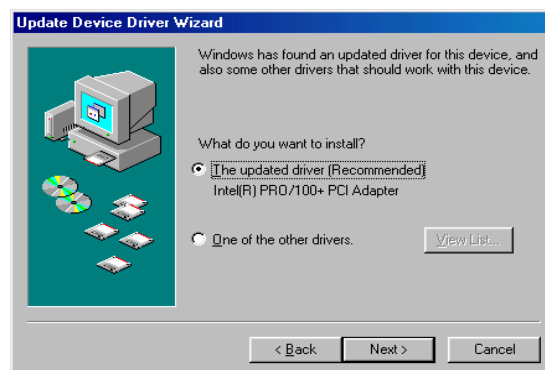 Update Device Driver Wizard
Windows has found an updated driver for this device, and
also some other drivers that should work with this device.
What do you want to install?
The updated driver (Recommended)
Intel(R) PRO/100+ PCI Adapter
One of the other drivers.
View List...
< Back
Next >
Cancel